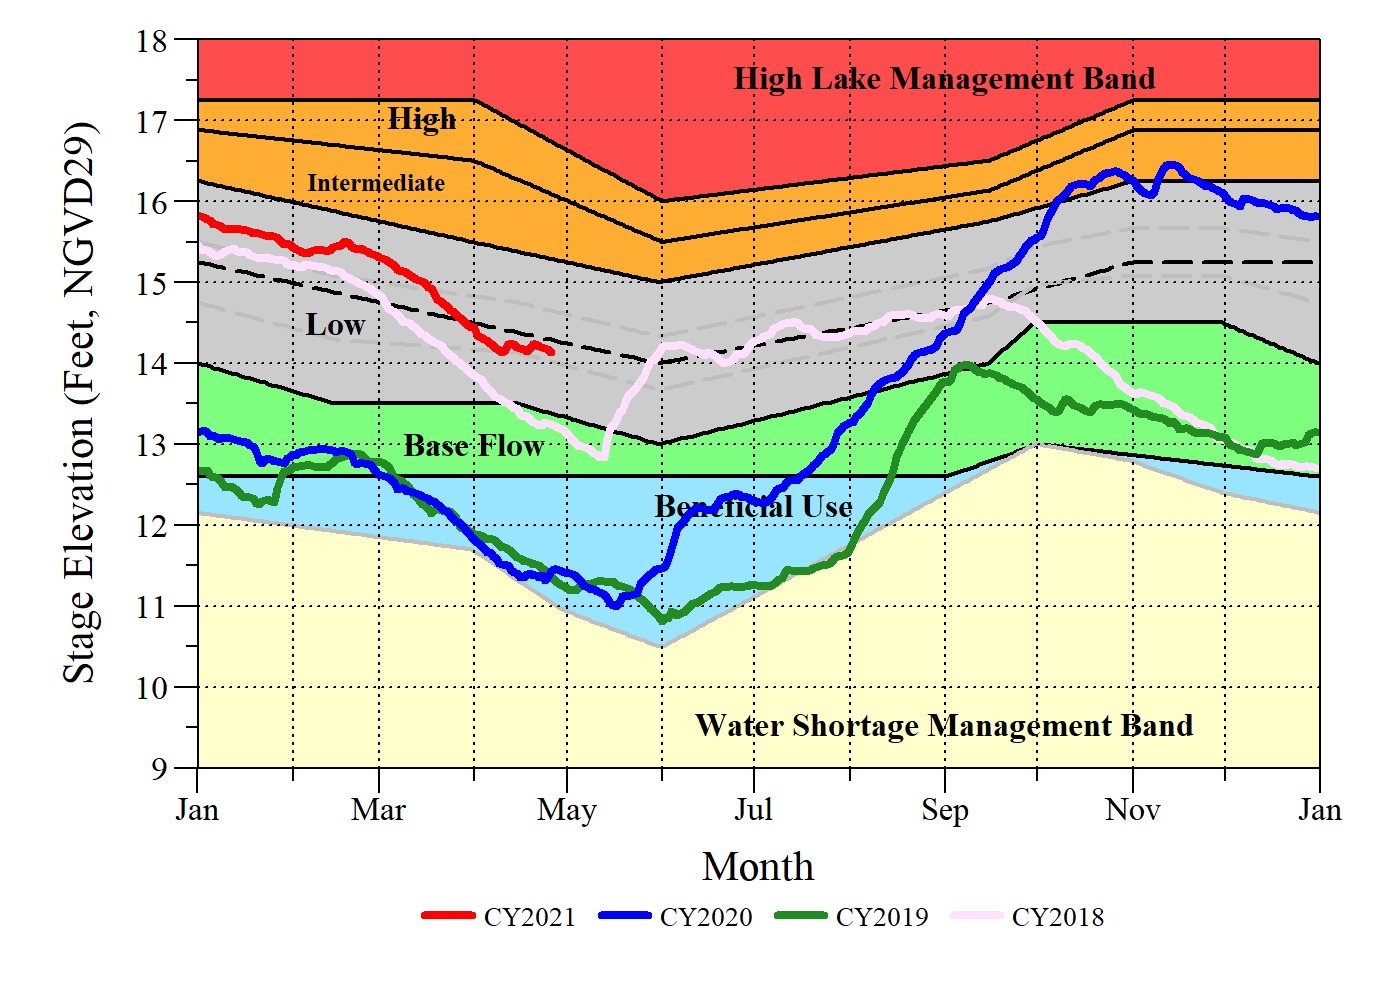 18
High Lake Management Band
17
High
Intermediate
16
15
Low
14
13
Base Flow
Beneficial Use
12
11
10
Water Shortage Management Band
9
Stage Elevation (Feet, NGVD29)
Jan Mar May Jul Sep Nov Jan
Month
CY2021 CY2020 CY2019 CY2018